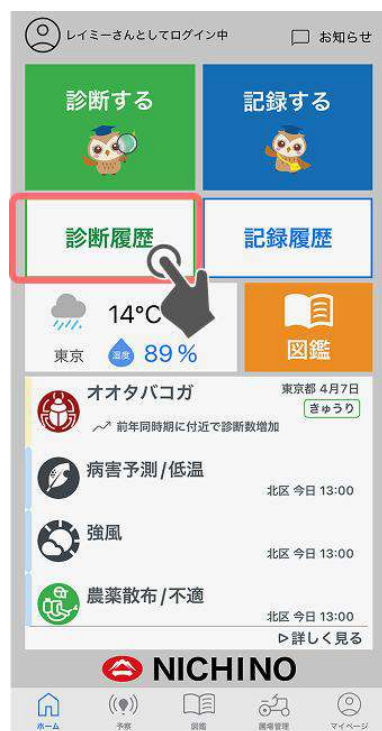 レイミーさんとしてログイン中
お知らせ
診断する
記録する
診断履歴
記録履歴
14°C
東京 湿度 89%
図鑑
オオタバコガ
東京都 4月7日
きゅうり
前年同時期に付近で診断数増加
病害予測/低温
北区 今日 13:00
強風
北区 今日 13:00
農薬散布/不適
北区 今日 13:00
▷詳しく見る
NICHINO
ホーム 予察 図鑑 圃場管理 マイページ